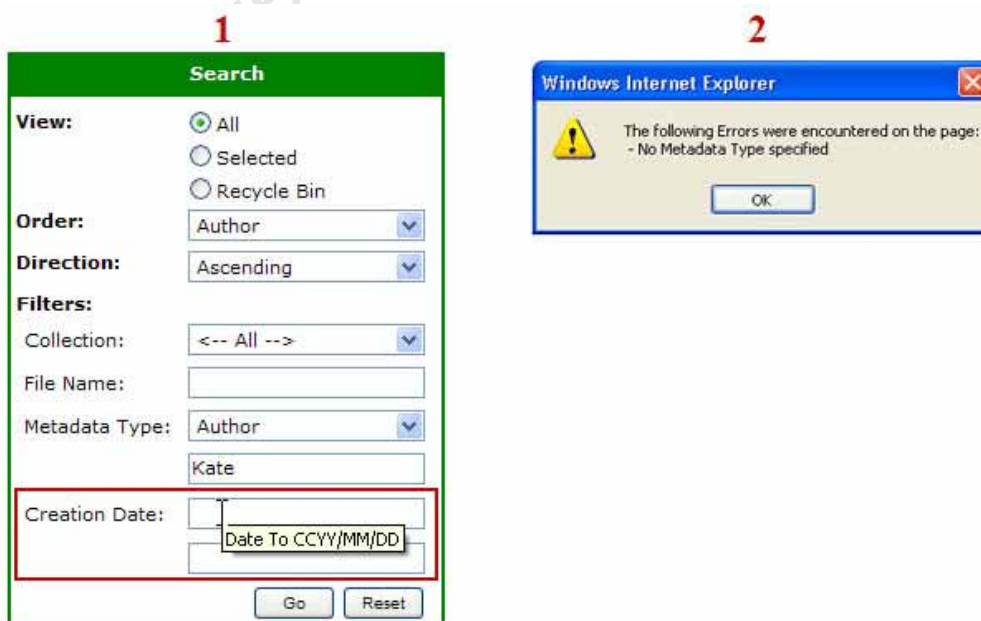 1
Search
View:
All
Selected
Recycle Bin
Order:
Author
Direction:
Ascending
Filters:
Collection:
<-- All -->
File Name:
Metadata Type:
Author
Kate
Creation Date:
Date To CCYY/MM/DD
Go
Reset
2
Windows Internet Explorer
The following Errors were encountered on the page:
- No Metadata Type specified
OK